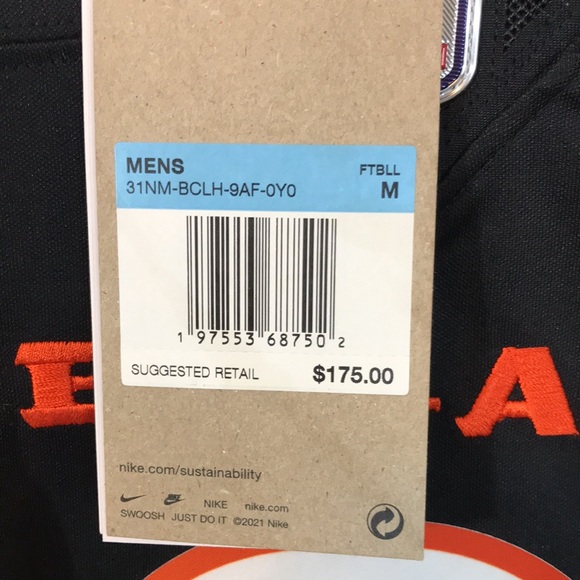 MENS FTBLL
31NM-BCLH-9AF-0Y0 M
1 97553 68750 2
SUGGESTED RETAIL $175.00
nike.com/sustainability
NIKE nike.com
SWOOSH JUST DO IT ©2021 Nike